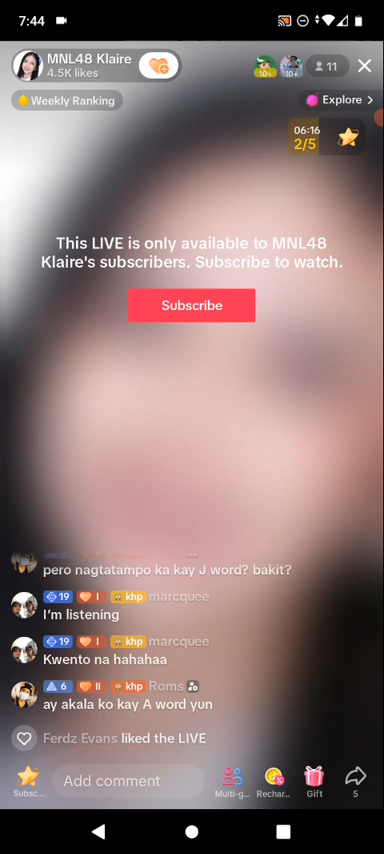 7:44
MNL48 Klaire
4.5K likes
10+
10+
11
Weekly Ranking
Explore
06:16
2/5
This LIVE is only available to MNL48
Klaire's subscribers. Subscribe to watch.
Subscribe
pero nagtatampo ka kay J word? bakit?
19 I khp marcquee
I'm listening
19 I khp marcquee
Kwento na hahahaa
6 II khp Roms
ay akala ko kay A word yun
Ferdz Evans liked the LIVE
Add comment
Subsc...
Multi-g...
Rechar...
Gift
5